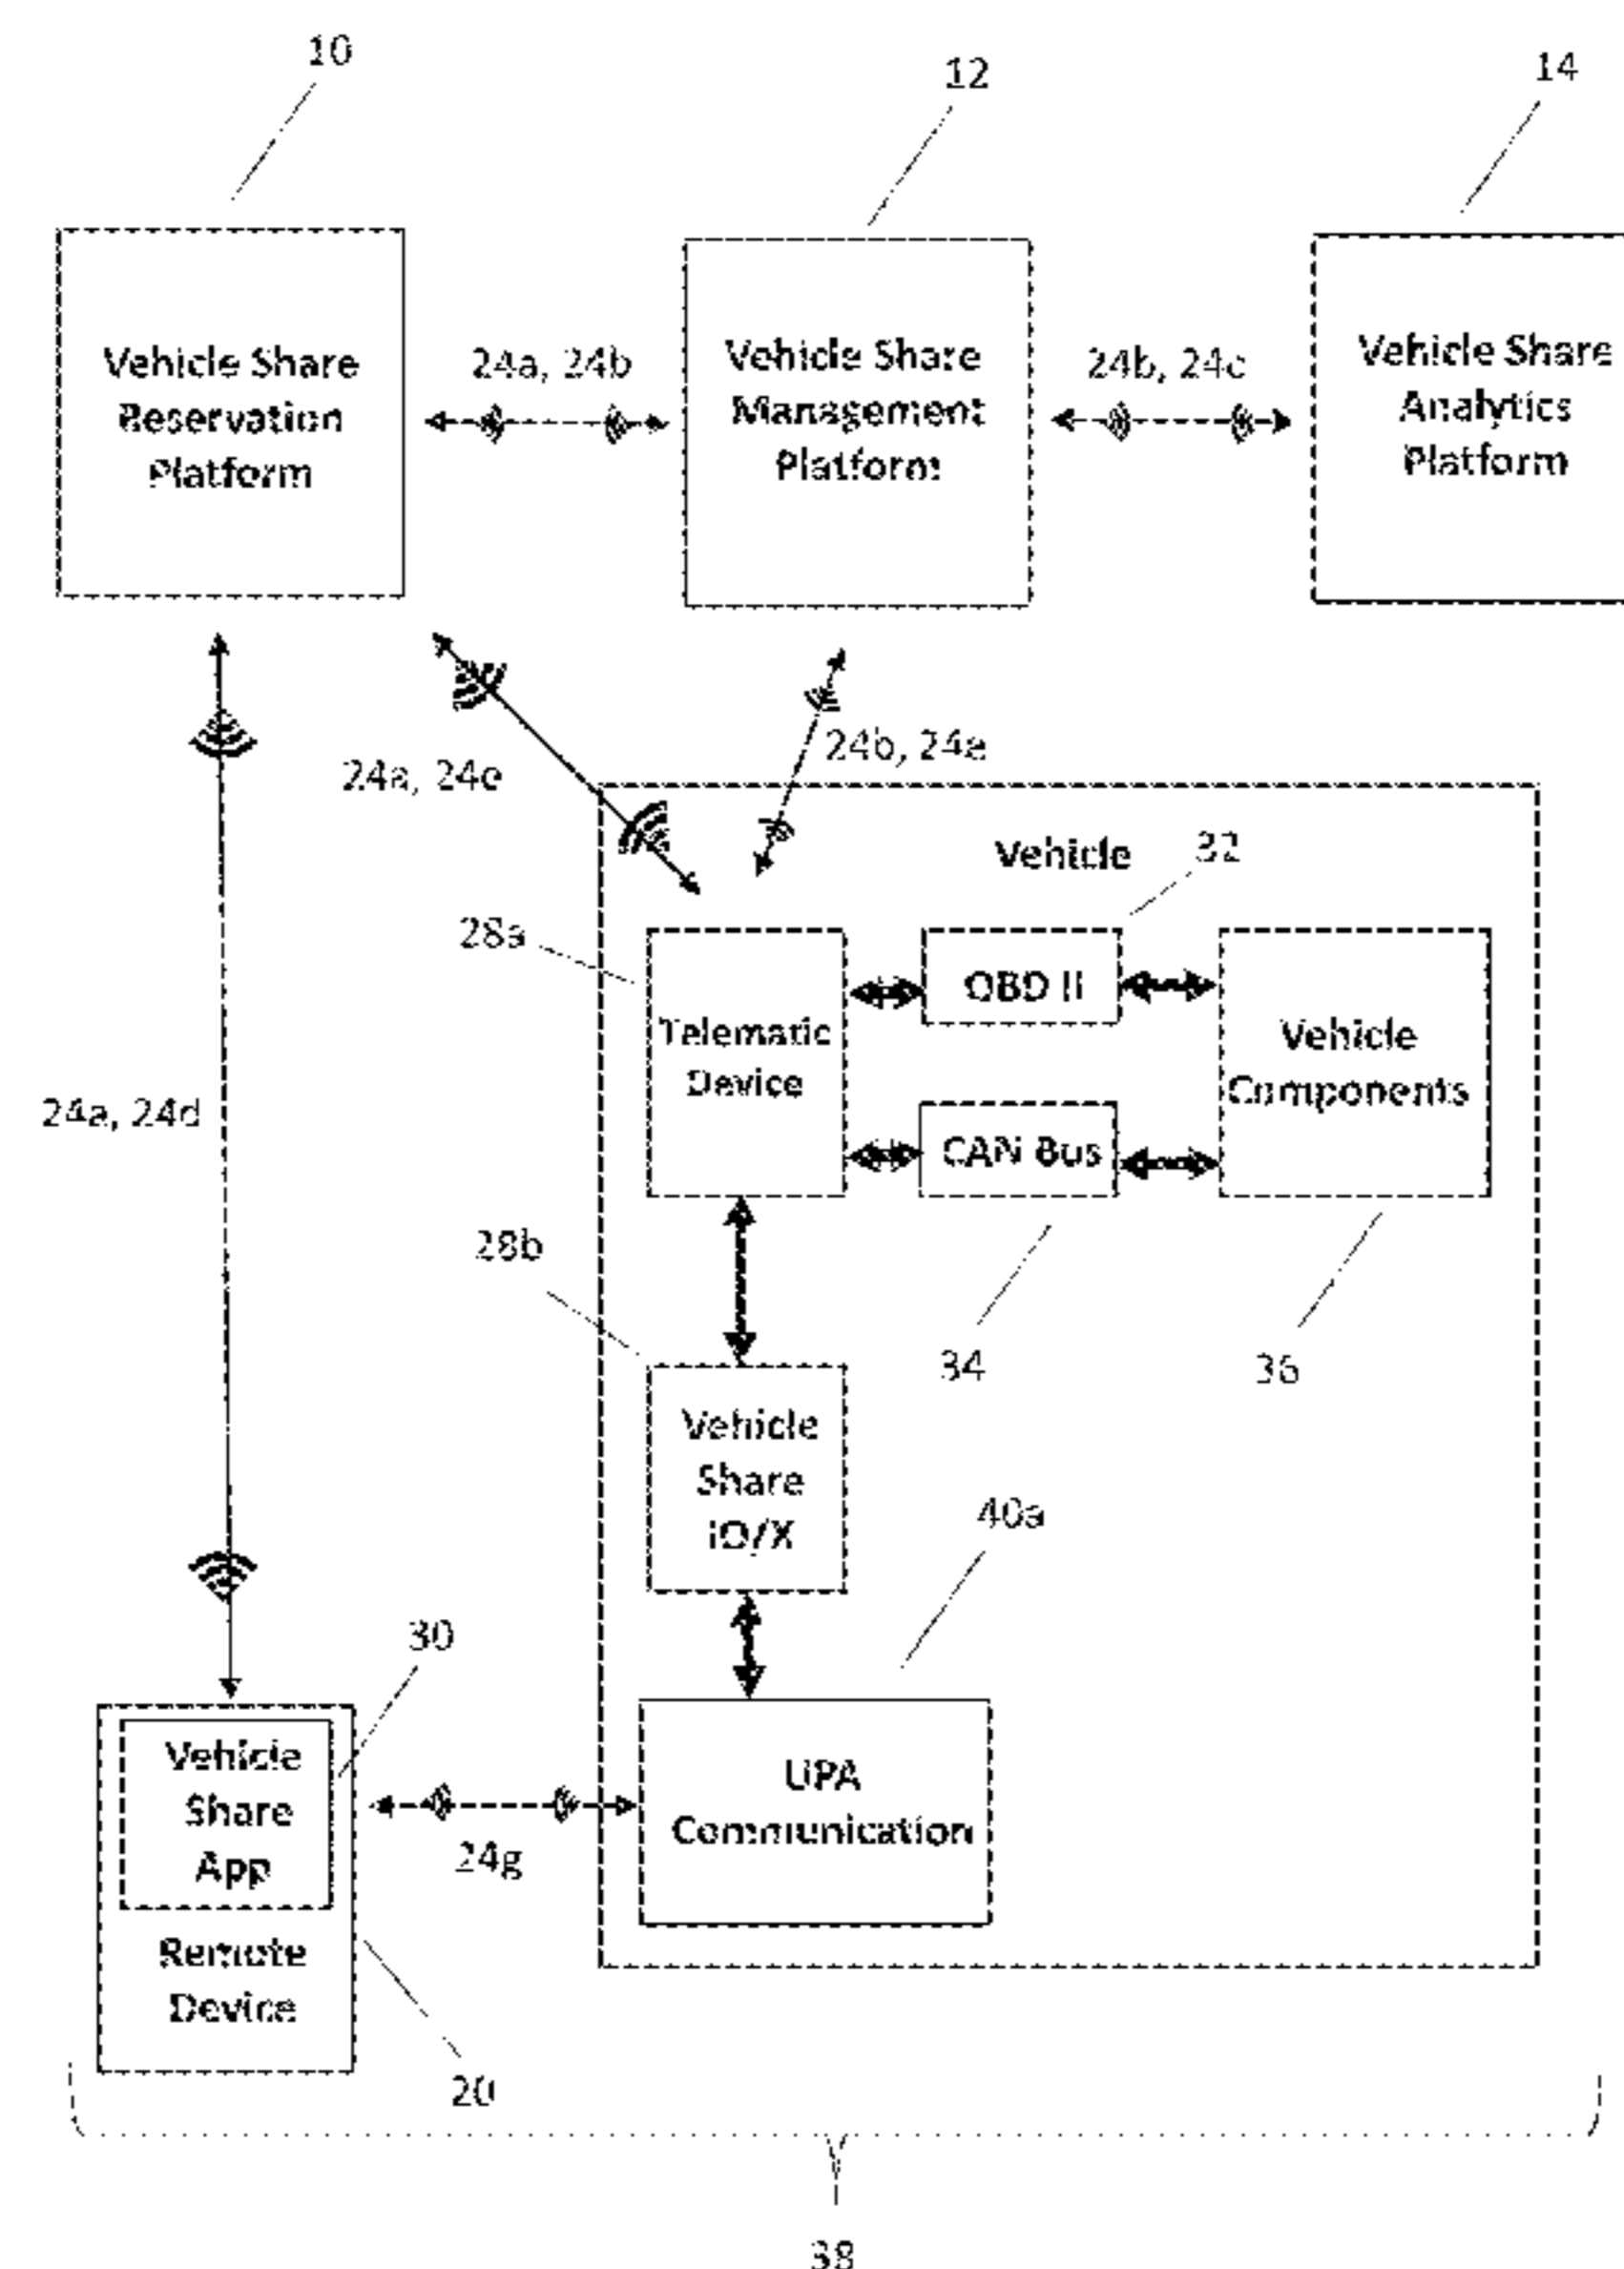 10
12
14
Vehicle Share
Reservation
Platform
24a, 24b
Vehicle Share
Management
Platform
24b, 24c
Vehicle Share
Analytics
Platform
24a, 24e
24b, 24e
Vehicle
32
28a
Telematic
Device
OBD II
Vehicle
Components
CAN Bus
24a, 24d
28b
34
36
Vehicle
Share
iO/X
40a
30
Vehicle
Share
App
24g
UPA
Communication
Remote
Device
20
38